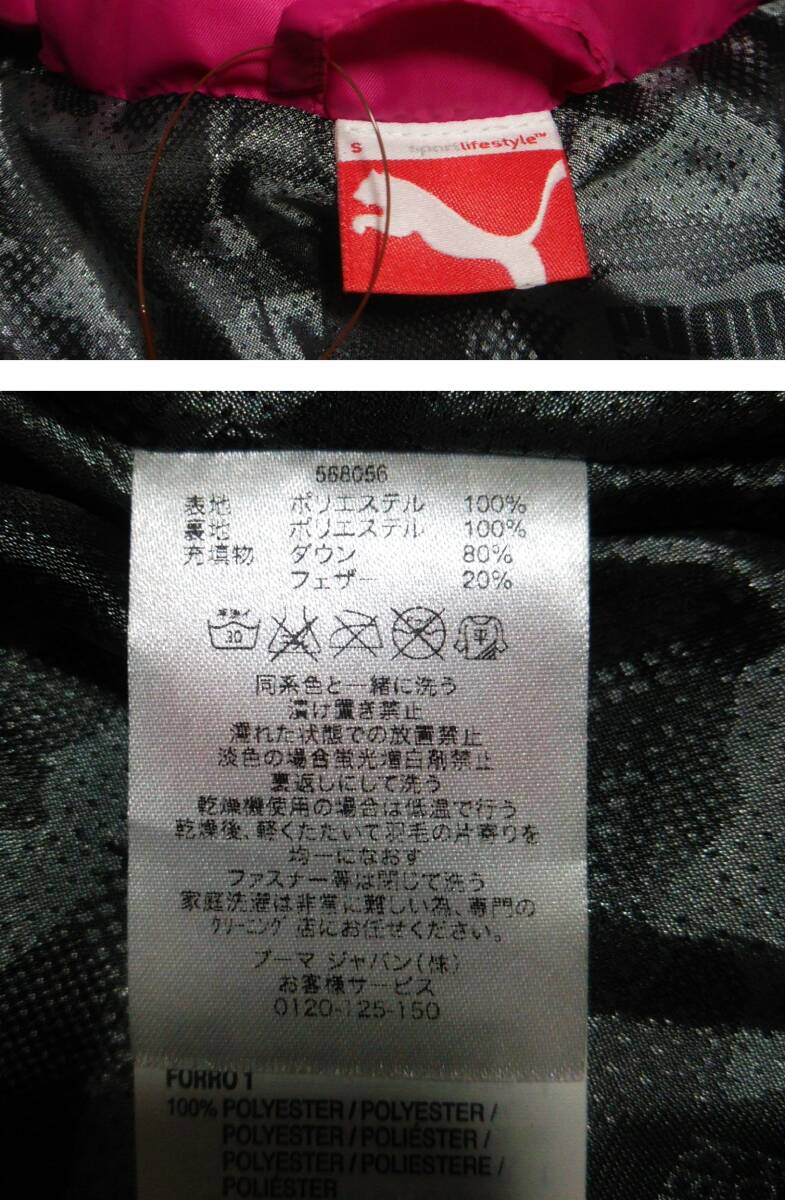 S sportlifestyle™
PUMA
568056
表地 ポリエステル 100%
裏地 ポリエステル 100%
充填物 ダウン 80%
フェザー 20%
30
平
同系色と一緒に洗う
漬け置き禁止
濡れた状態での放置禁止
淡色の場合蛍光増白剤禁止
裏返しにして洗う
乾燥機使用の場合は低温で行う
乾燥後、軽くたたいて羽毛の片寄りを
均一になおす
ファスナー等は閉じて洗う
家庭洗濯は非常に難しい為、専門の
ｸﾘｰﾆﾝｸﾞ店にお任せください。
プーマ ジャパン(株)
お客様サービス
0120-125-150
FORRO 1
100% POLYESTER / POLYESTER /
POLYESTER / POLIÉSTER /
POLYESTER / POLIESTERE /
POLIÉSTER